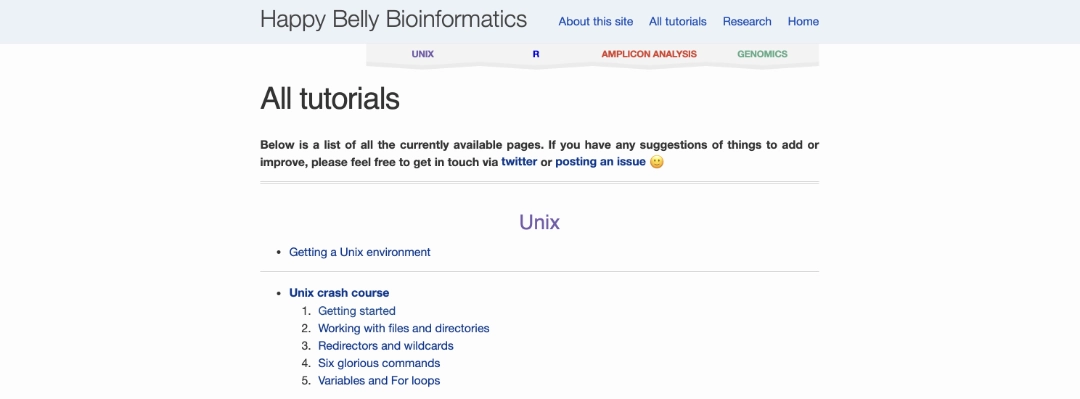 Happy Belly Bioinformatics
About this site All tutorials Research Home
UNIX R AMPLICON ANALYSIS GENOMICS
All tutorials
Below is a list of all the currently available pages. If you have any suggestions of things to add or
improve, please feel free to get in touch via twitter or posting an issue 🙂
Unix
• Getting a Unix environment
• Unix crash course
1. Getting started
2. Working with files and directories
3. Redirectors and wildcards
4. Six glorious commands
5. Variables and For loops